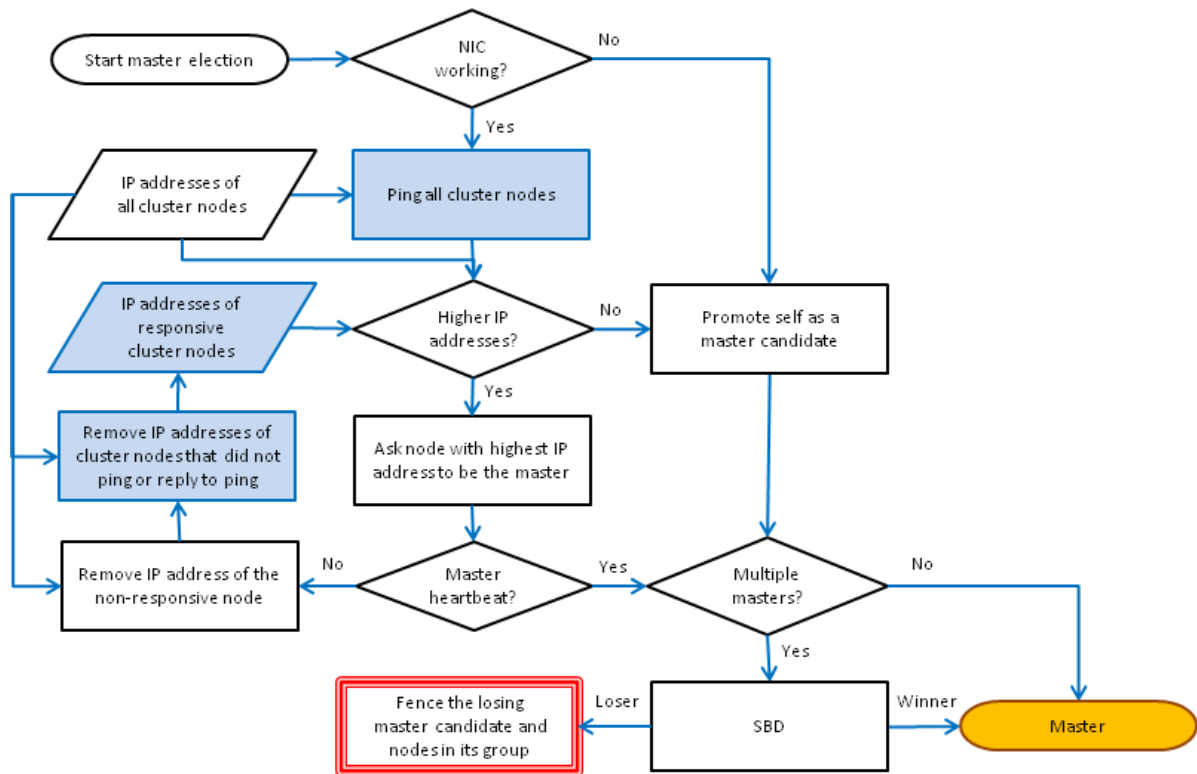 Start master election
NIC
working?
No
Yes
IP addresses of
all cluster nodes
Ping all cluster nodes
IP addresses of
responsive
cluster nodes
Higher IP
addresses?
No
Promote self as a
master candidate
Yes
Remove IP addresses of
cluster nodes that did not
ping or reply to ping
Ask node with highest IP
address to be the master
Remove IP address of the
non-responsive node
No
Master
heartbeat?
Yes
Multiple
masters?
No
Yes
Fence the losing
master candidate and
nodes in its group
Loser
SBD
Winner
Master